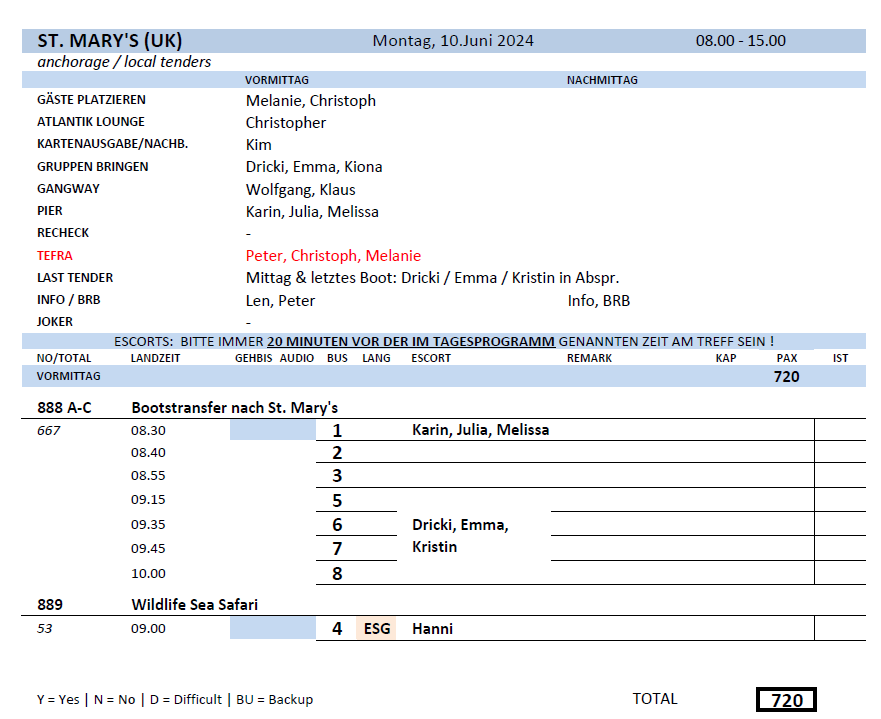 ST. MARY'S (UK) Montag, 10.Juni 2024 08.00 - 15.00
anchorage / local tenders
VORMITTAG NACHMITTAG
GÄSTE PLATZIEREN Melanie, Christoph
ATLANTIK LOUNGE Christopher
KARTENAUSGABE/NACHB. Kim
GRUPPEN BRINGEN Dricki, Emma, Kiona
GANGWAY Wolfgang, Klaus
PIER Karin, Julia, Melissa
RECHECK -
TEFRA Peter, Christoph, Melanie
LAST TENDER Mittag & letztes Boot: Dricki / Emma / Kristin in Abspr.
INFO / BRB Len, Peter Info, BRB
JOKER -
ESCORTS: BITTE IMMER 20 MINUTEN VOR DER IM TAGESPROGRAMM GENANNTEN ZEIT AM TREFF SEIN !
NO/TOTAL LANDZEIT GEHBIS AUDIO BUS LANG ESCORT REMARK KAP PAX IST
VORMITTAG 720
888 A-C Bootstransfer nach St. Mary's
667 08.30 1 Karin, Julia, Melissa
08.40 2
08.55 3
09.15 5
09.35 6 Dricki, Emma,
09.45 7 Kristin
10.00 8
889 Wildlife Sea Safari
53 09.00 4 ESG Hanni
Y = Yes | N = No | D = Difficult | BU = Backup TOTAL 720